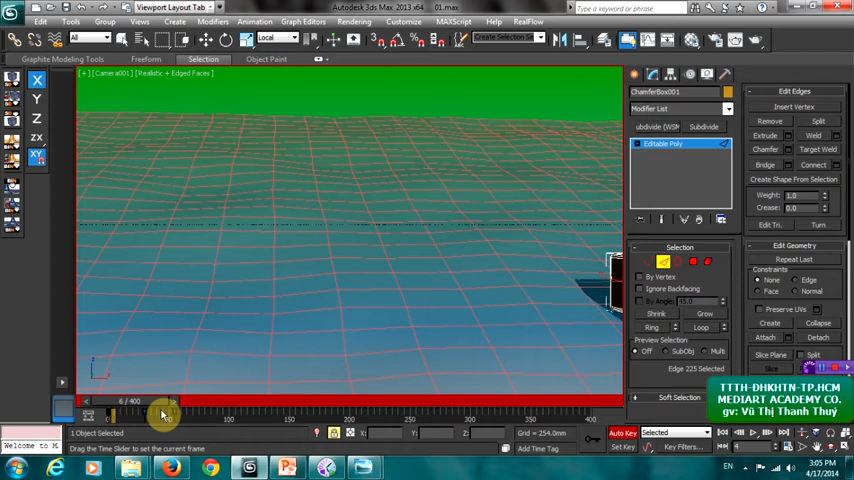 Viewport Layout Tab
Autodesk 3ds Max 2013 x64
01.max
Type a keyword or phrase
Edit
Tools
Group
Views
Create
Modifiers
Animation
Graph Editors
Rendering
Customize
MAXScript
Help
RealFlow
All
Local
Create Selection Se
Graphite Modeling Tools
Freeform
Selection
Object Paint
[ + ] [Camera001 ] [Realistic + Edged Faces ]
X
Y
Z
ZX
XY
ChamferBox001
Modifier List
ubdivide (WSM
Subdivide
Editable Poly
Selection
By Vertex
Ignore Backfacing
By Angle:
45.0
Shrink
Grow
Ring
Loop
Preview Selection
Off
SubObj
Multi
Edge 225 Selected
Soft Selection
Edit Edges
Insert Vertex
Remove
Split
Extrude
Weld
Chamfer
Target Weld
Bridge
Connect
Create Shape From Selection
Weight:
1.0
Crease:
0.0
Edit Tri.
Turn
Edit Geometry
Repeat Last
Constraints
None
Edge
Face
Normal
Preserve UVs
Create
Collapse
Attach
Detach
Slice Plane
Split
Slice
TTTH-ĐHKHTN-TP.HCM
MEDIART ACADEMY CO.
gv: Vũ Thị Thanh Thuý
6 / 400
100
150
200
250
300
350
400
1 Object Selected
X:
Y:
Z:
Grid = 254.0mm
Auto Key
Selected
Welcome to M
Drag the Time Slider to set the current frame
Add Time Tag
Set Key
Key Filters...
EN
3:05 PM
4/17/2014